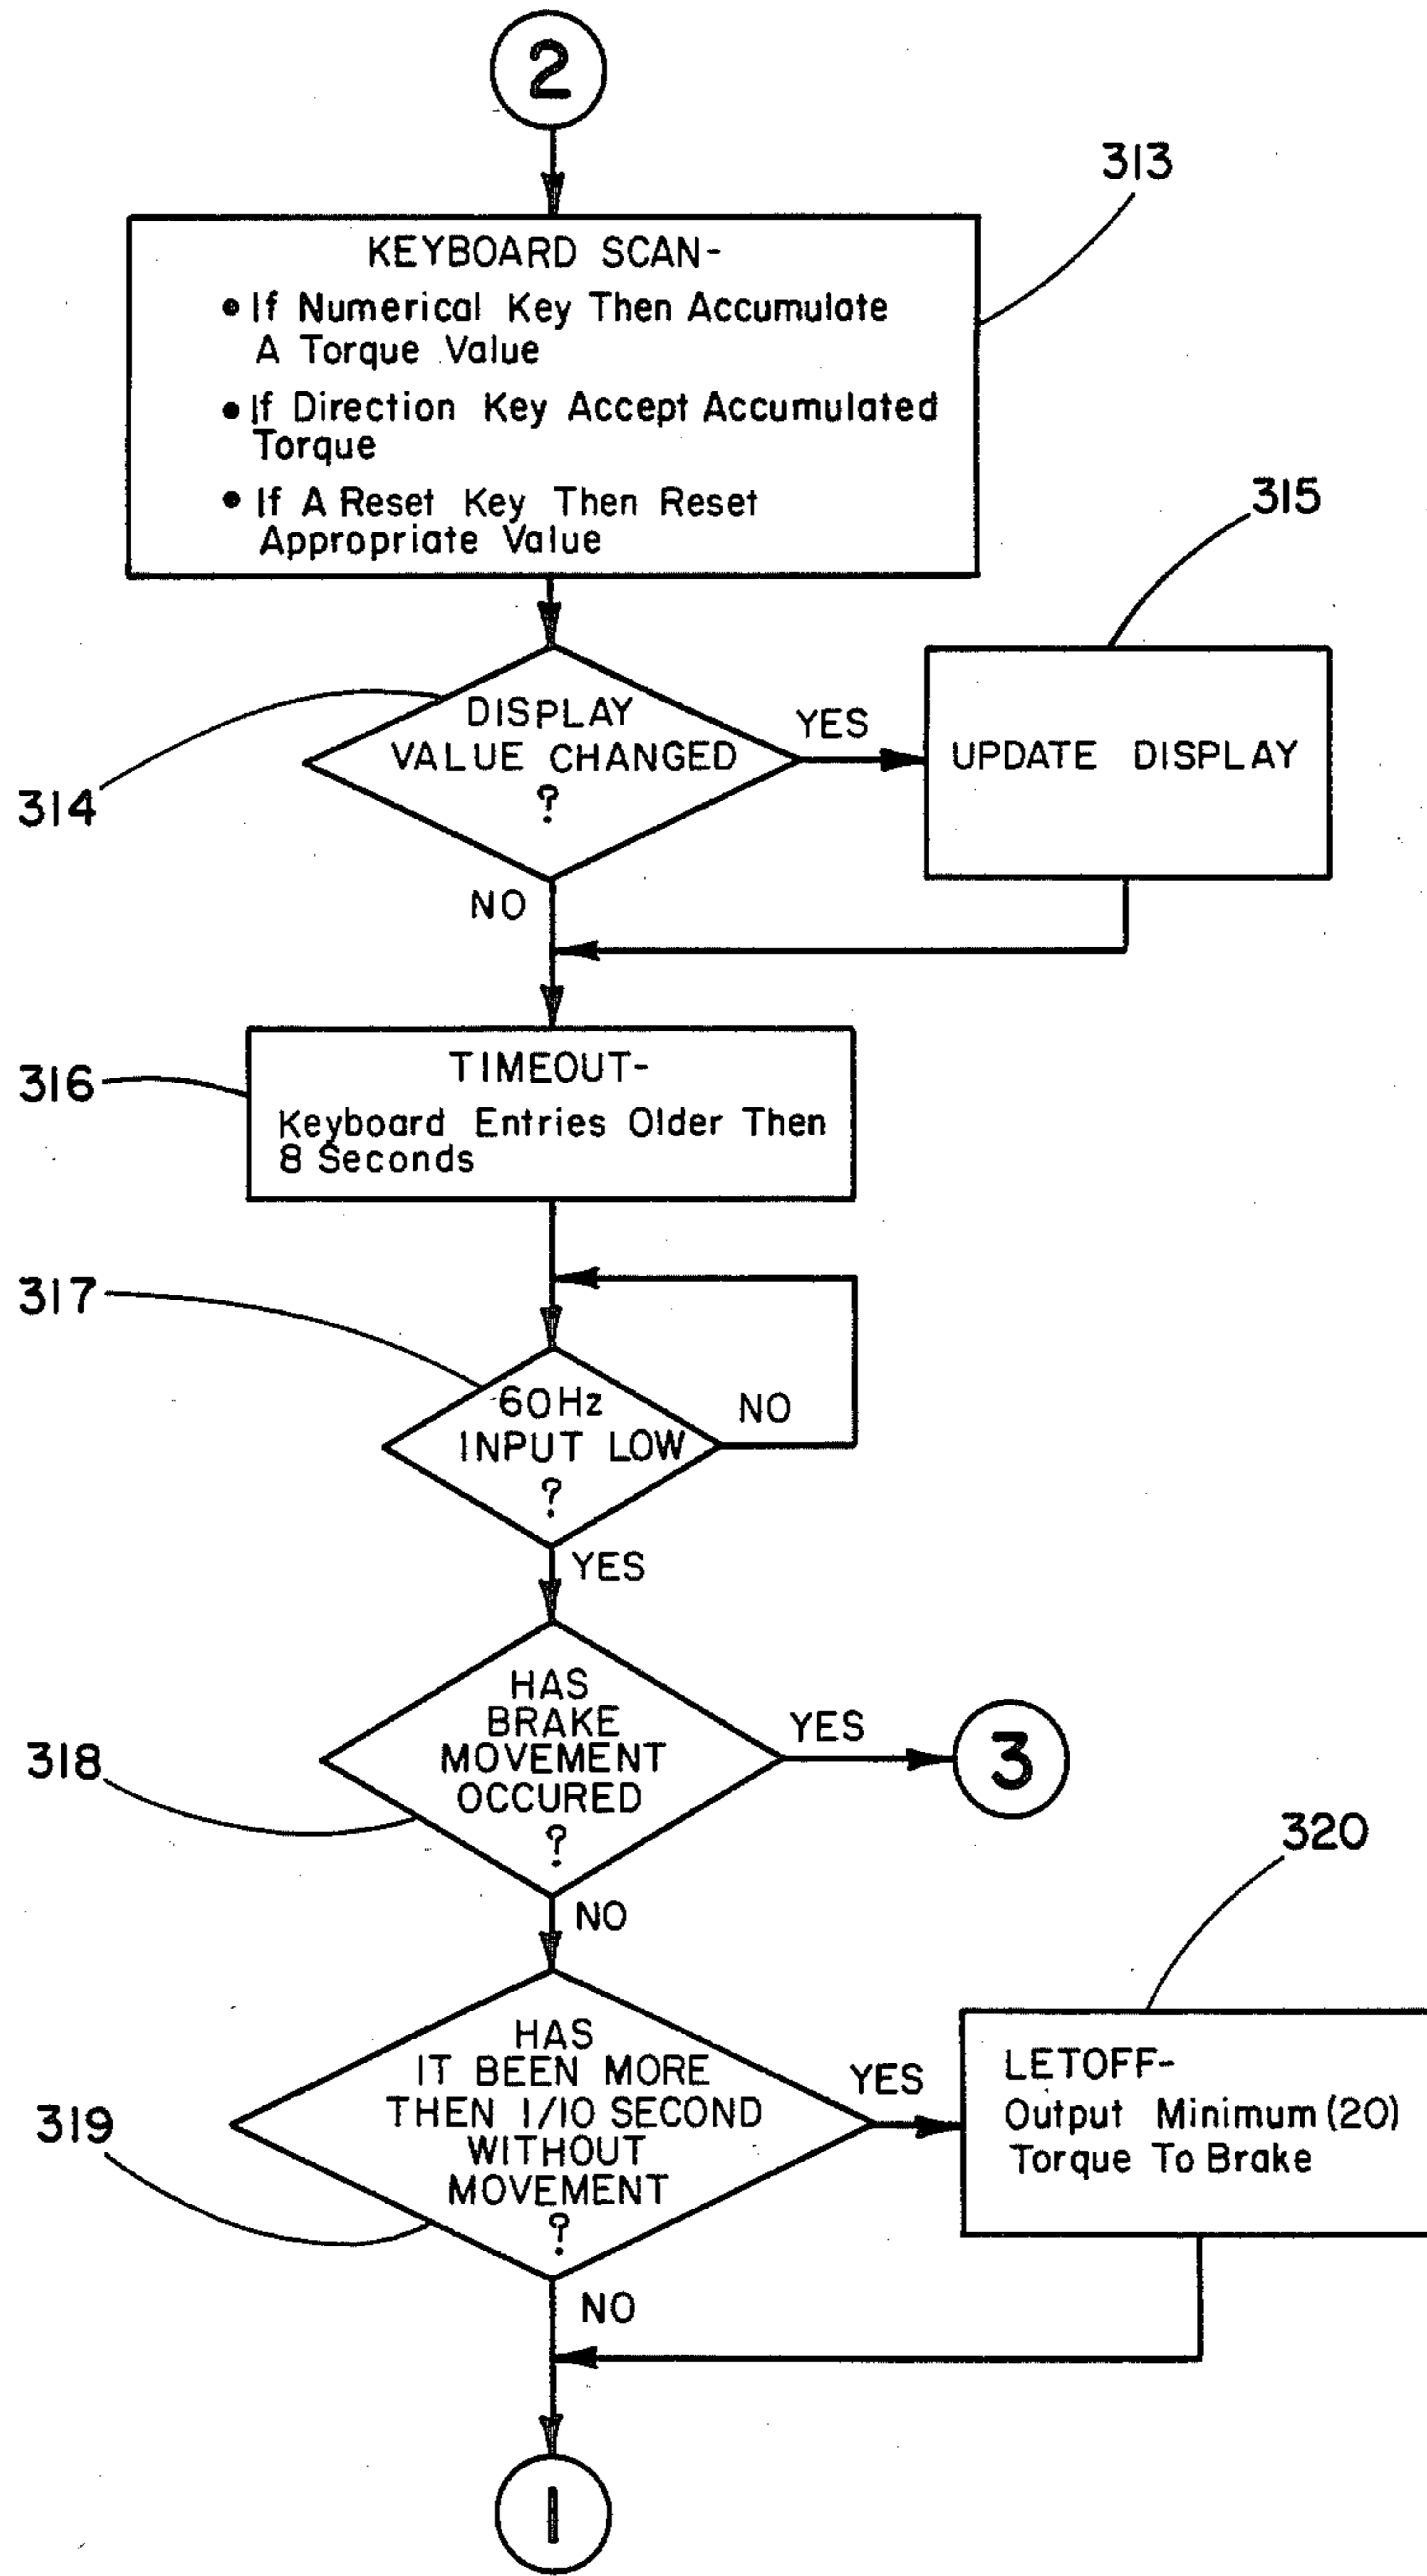 2
313
KEYBOARD SCAN-
• If Numerical Key Then Accumulate
A Torque Value
• If Direction Key Accept Accumulated
Torque
• If A Reset Key Then Reset
Appropriate Value
315
314
DISPLAY
VALUE CHANGED
?
YES
UPDATE DISPLAY
NO
316
TIMEOUT-
Keyboard Entries Older Then
8 Seconds
317
60Hz
INPUT LOW
?
NO
YES
318
HAS
BRAKE
MOVEMENT
OCCURED
?
YES
3
NO
320
319
HAS
IT BEEN MORE
THEN 1/10 SECOND
WITHOUT
MOVEMENT
?
YES
LETOFF-
Output Minimum (20)
Torque To Brake
NO
1